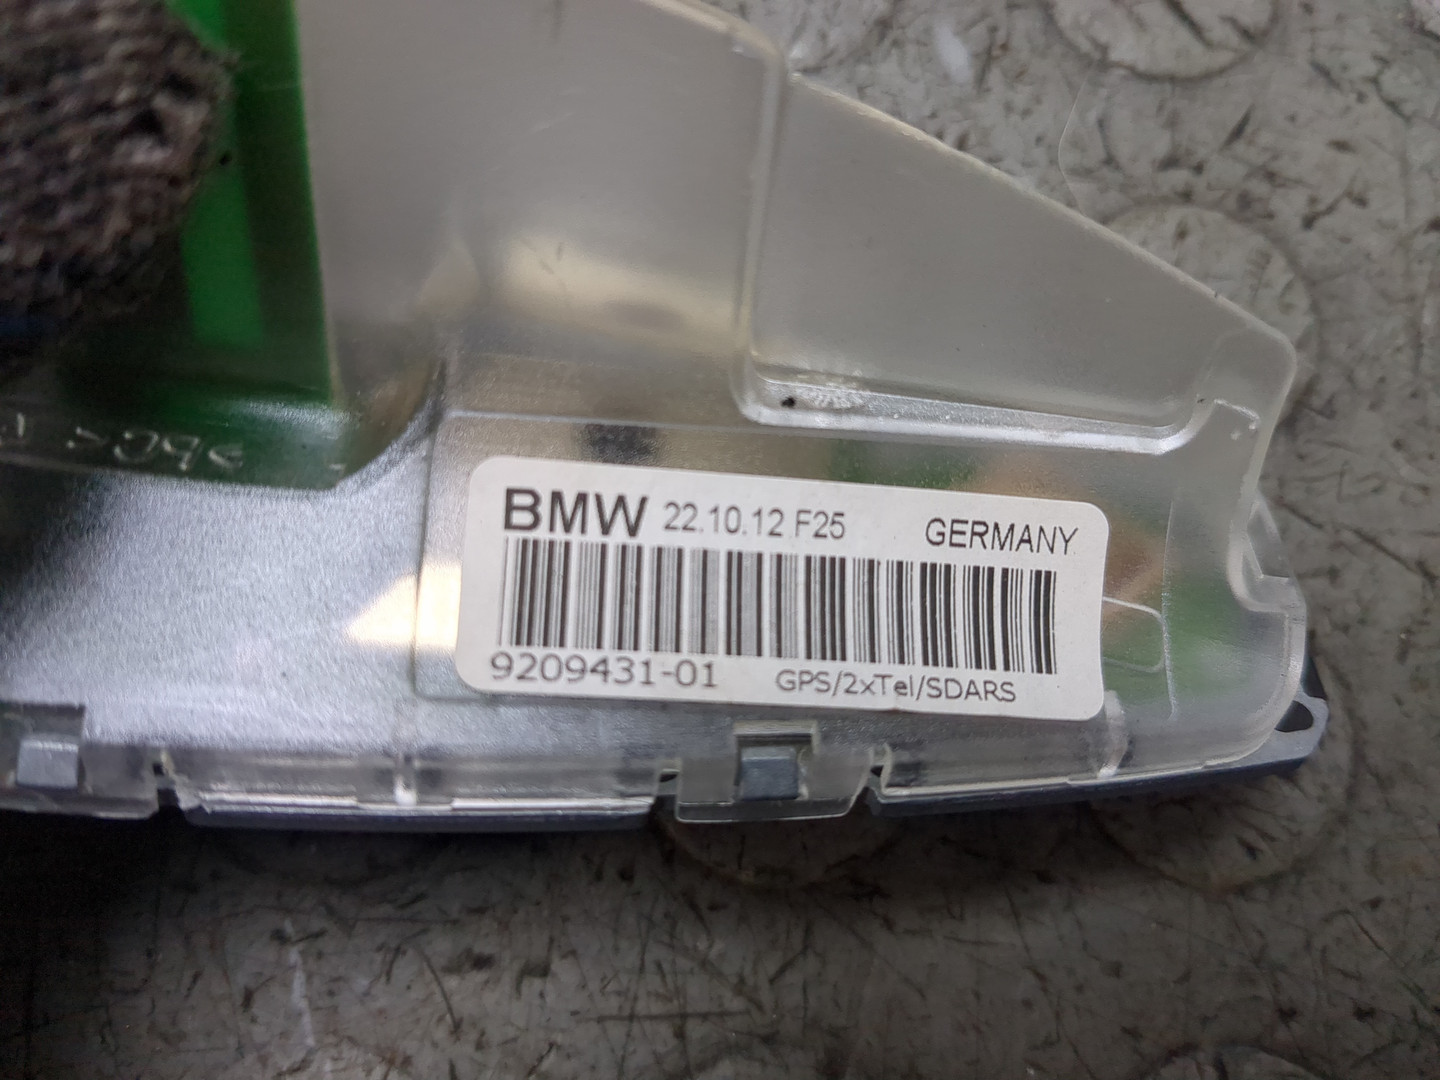 BMW 22.10.12 F25 GERMANY
9209431-01 GPS/2xTel/SDARS